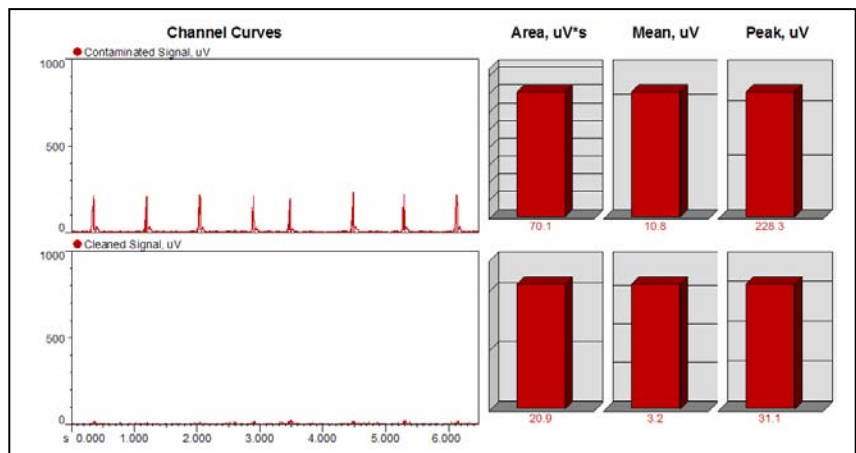 Channel Curves
Area, uV*s
Mean, uV
Peak, uV
Contaminated Signal, uV
1000
500
0
70.1
10.8
228.3
Cleaned Signal, uV
1000
500
0
20.9
3.2
31.1
s 0.000 1.000 2.000 3.000 4.000 5.000 6.000